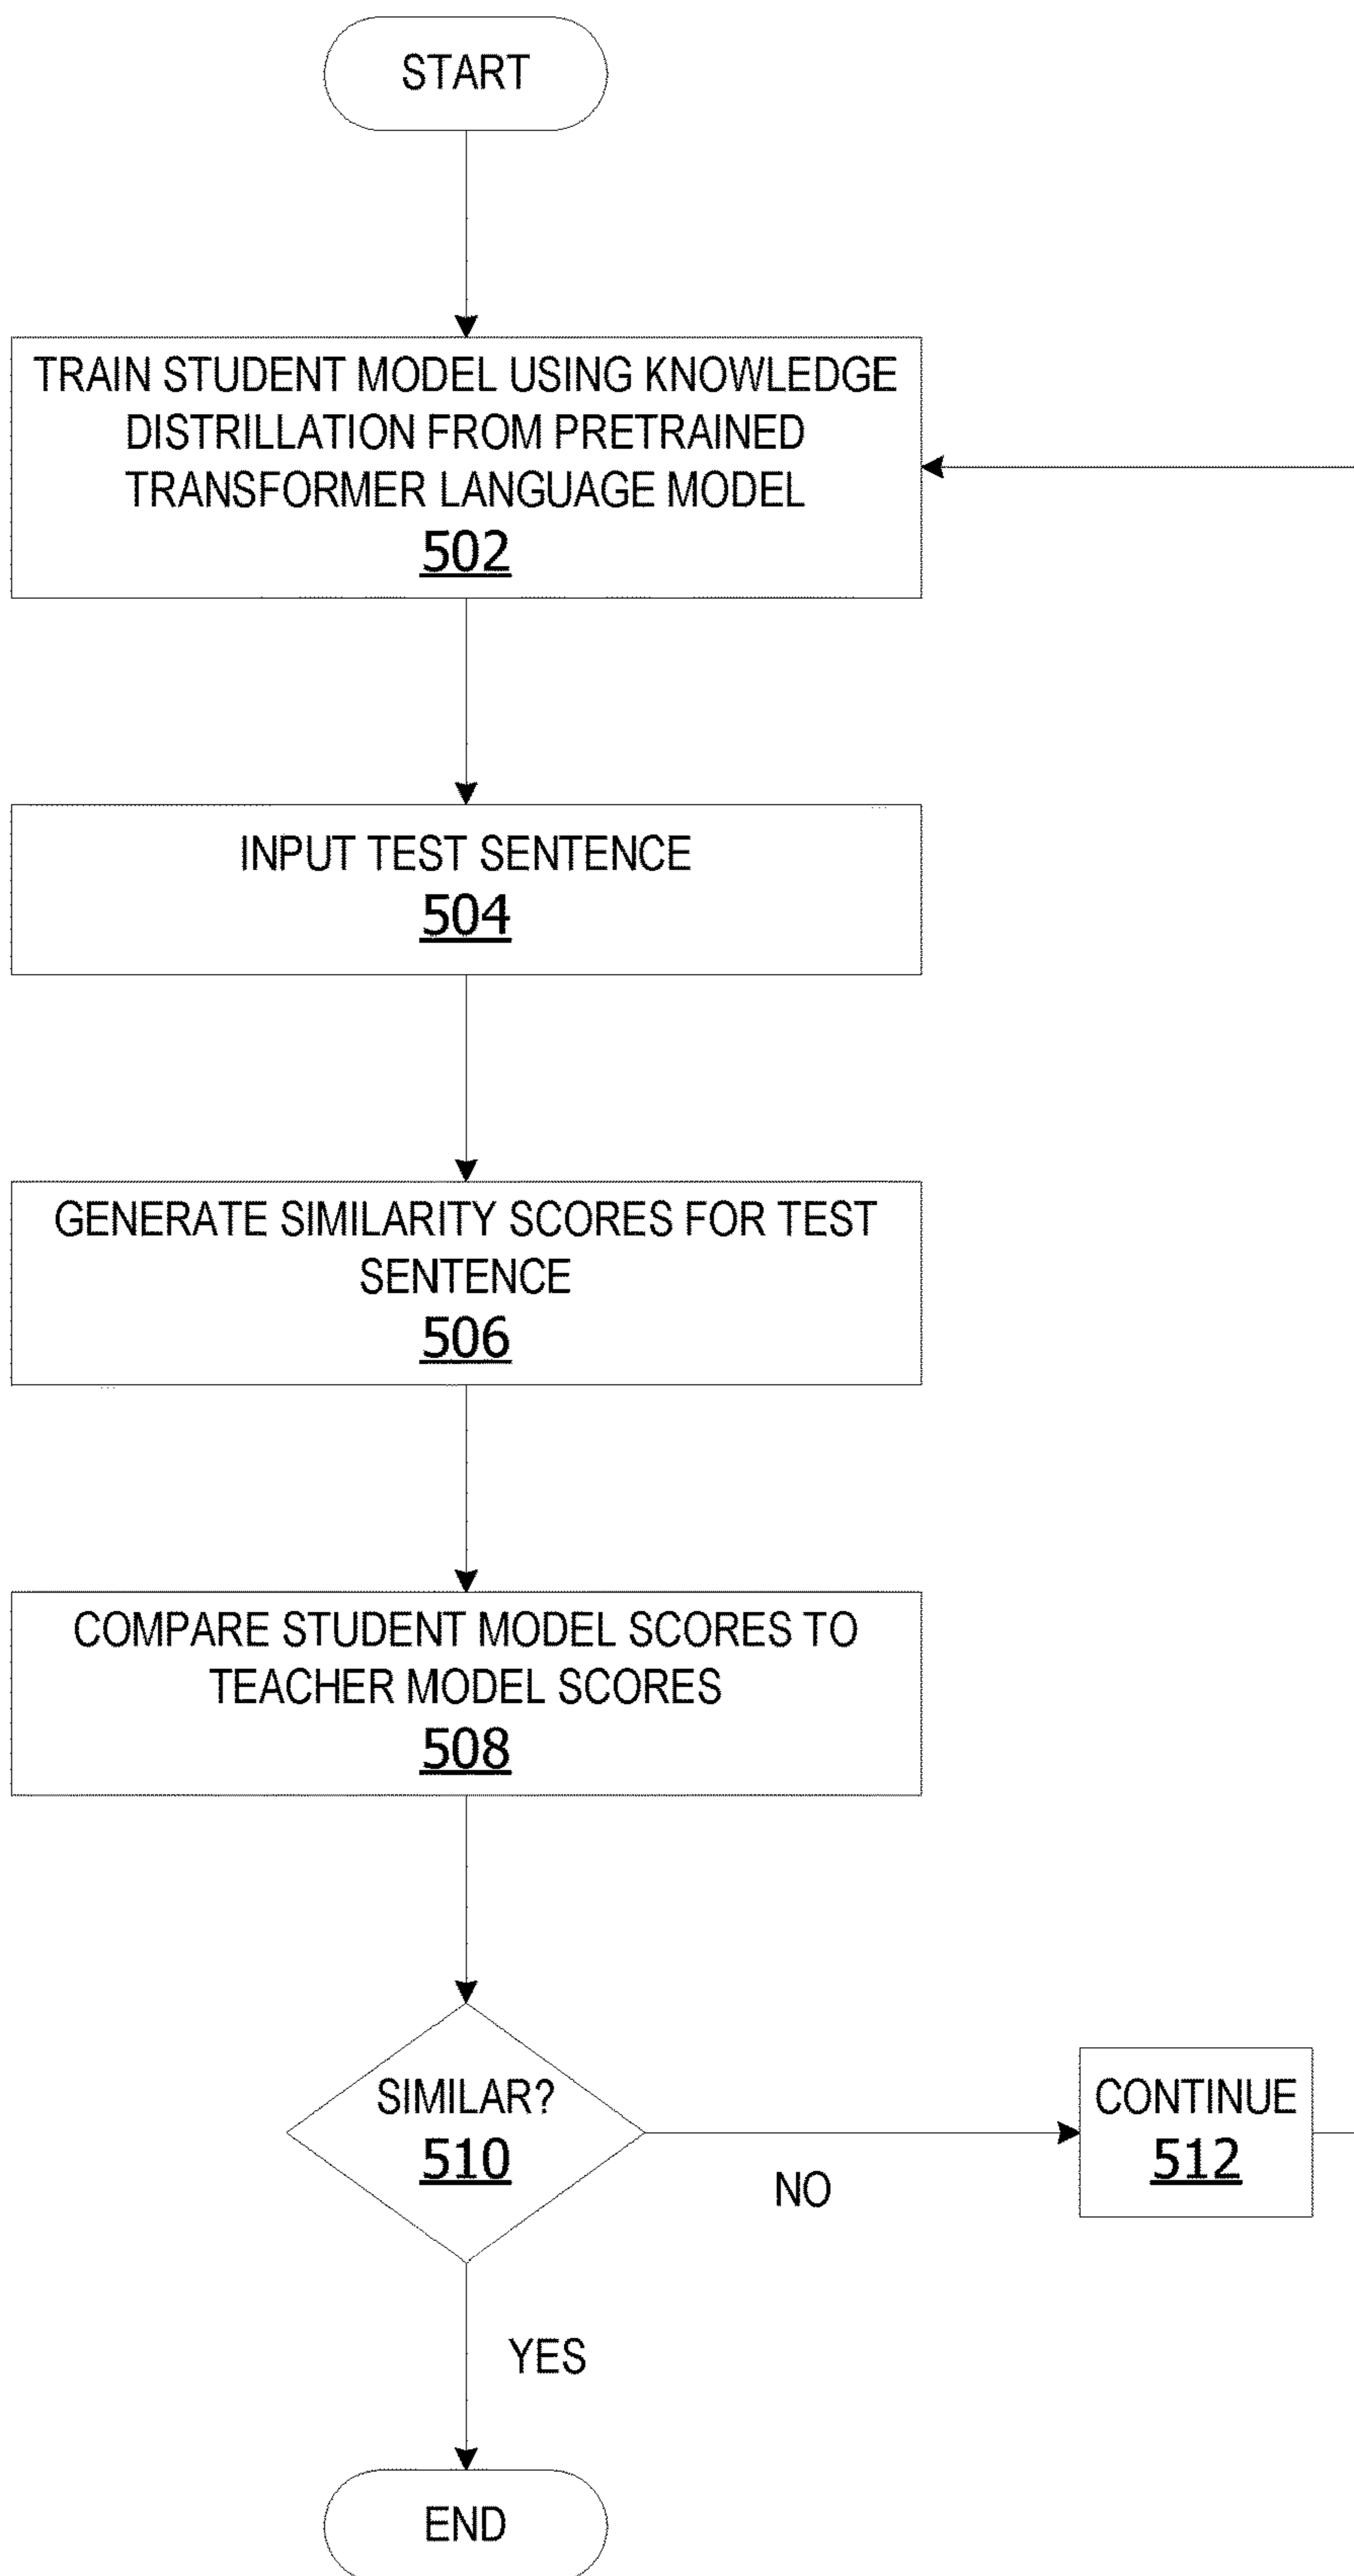 START
TRAIN STUDENT MODEL USING KNOWLEDGE
DISTRILLATION FROM PRETRAINED
TRANSFORMER LANGUAGE MODEL
502
INPUT TEST SENTENCE
504
GENERATE SIMILARITY SCORES FOR TEST
SENTENCE
506
COMPARE STUDENT MODEL SCORES TO
TEACHER MODEL SCORES
508
SIMILAR?
510
NO
CONTINUE
512
YES
END